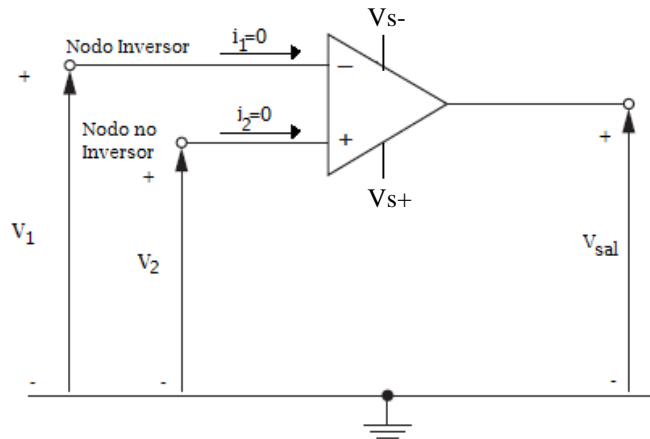 Vs-
Nodo Inversor
i1=0
+
−
Nodo no
Inversor
i2=0
+
+
+
Vs+
V1
V2
Vsal
-
-
-